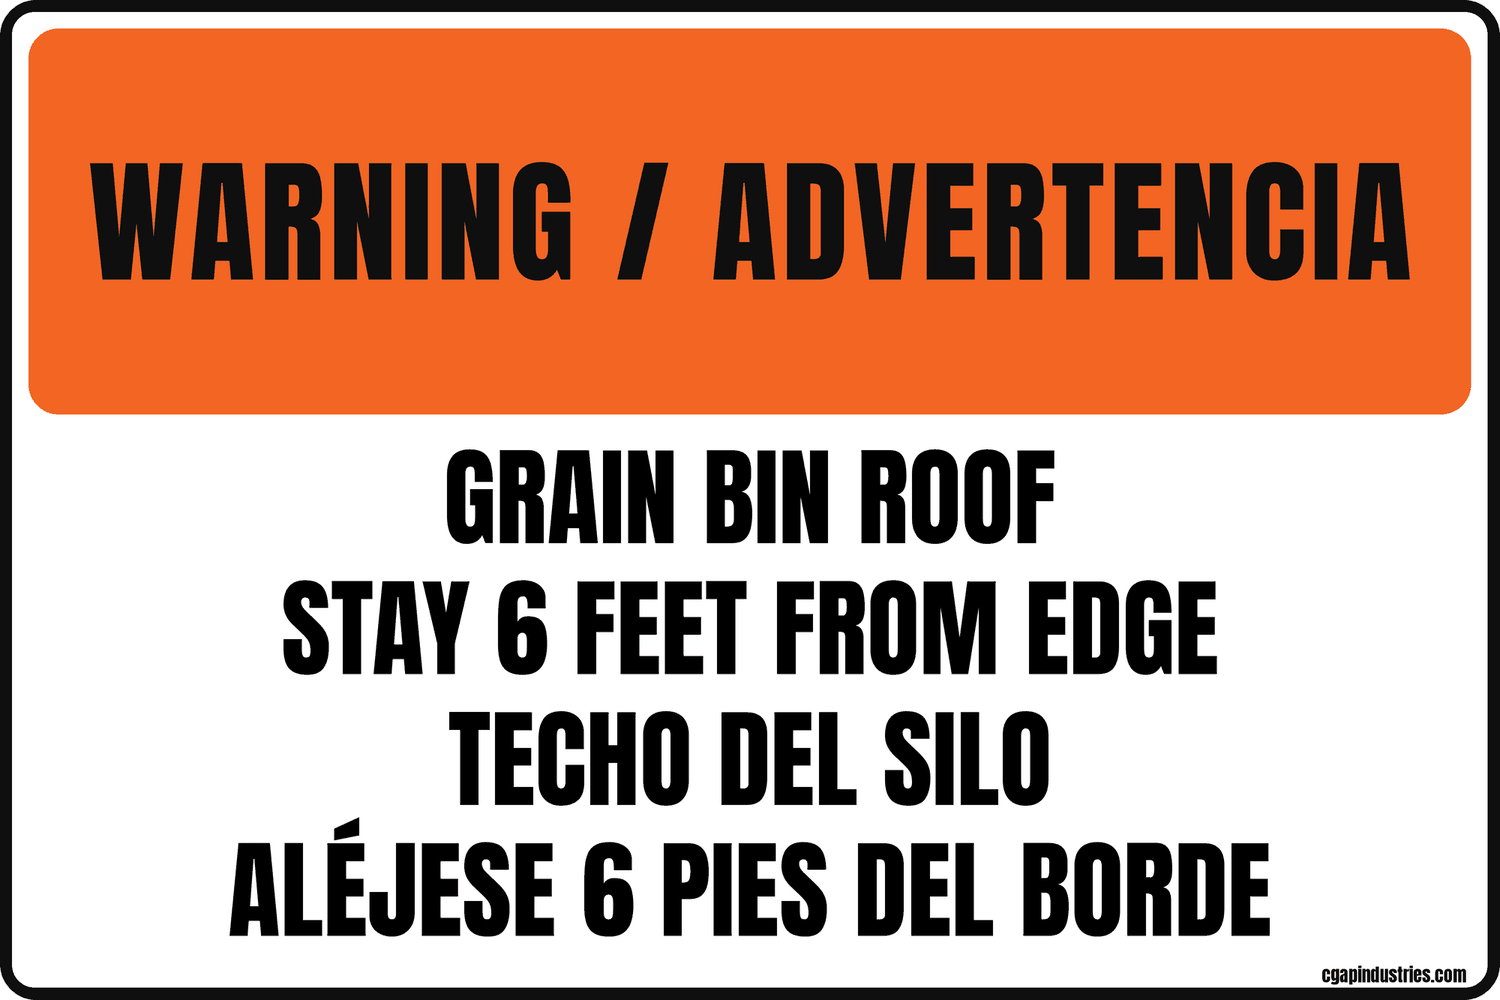 WARNING / ADVERTENCIA
GRAIN BIN ROOF
STAY 6 FEET FROM EDGE
TECHO DEL SILO
ALÉJESE 6 PIES DEL BORDE
cgapindustries.com